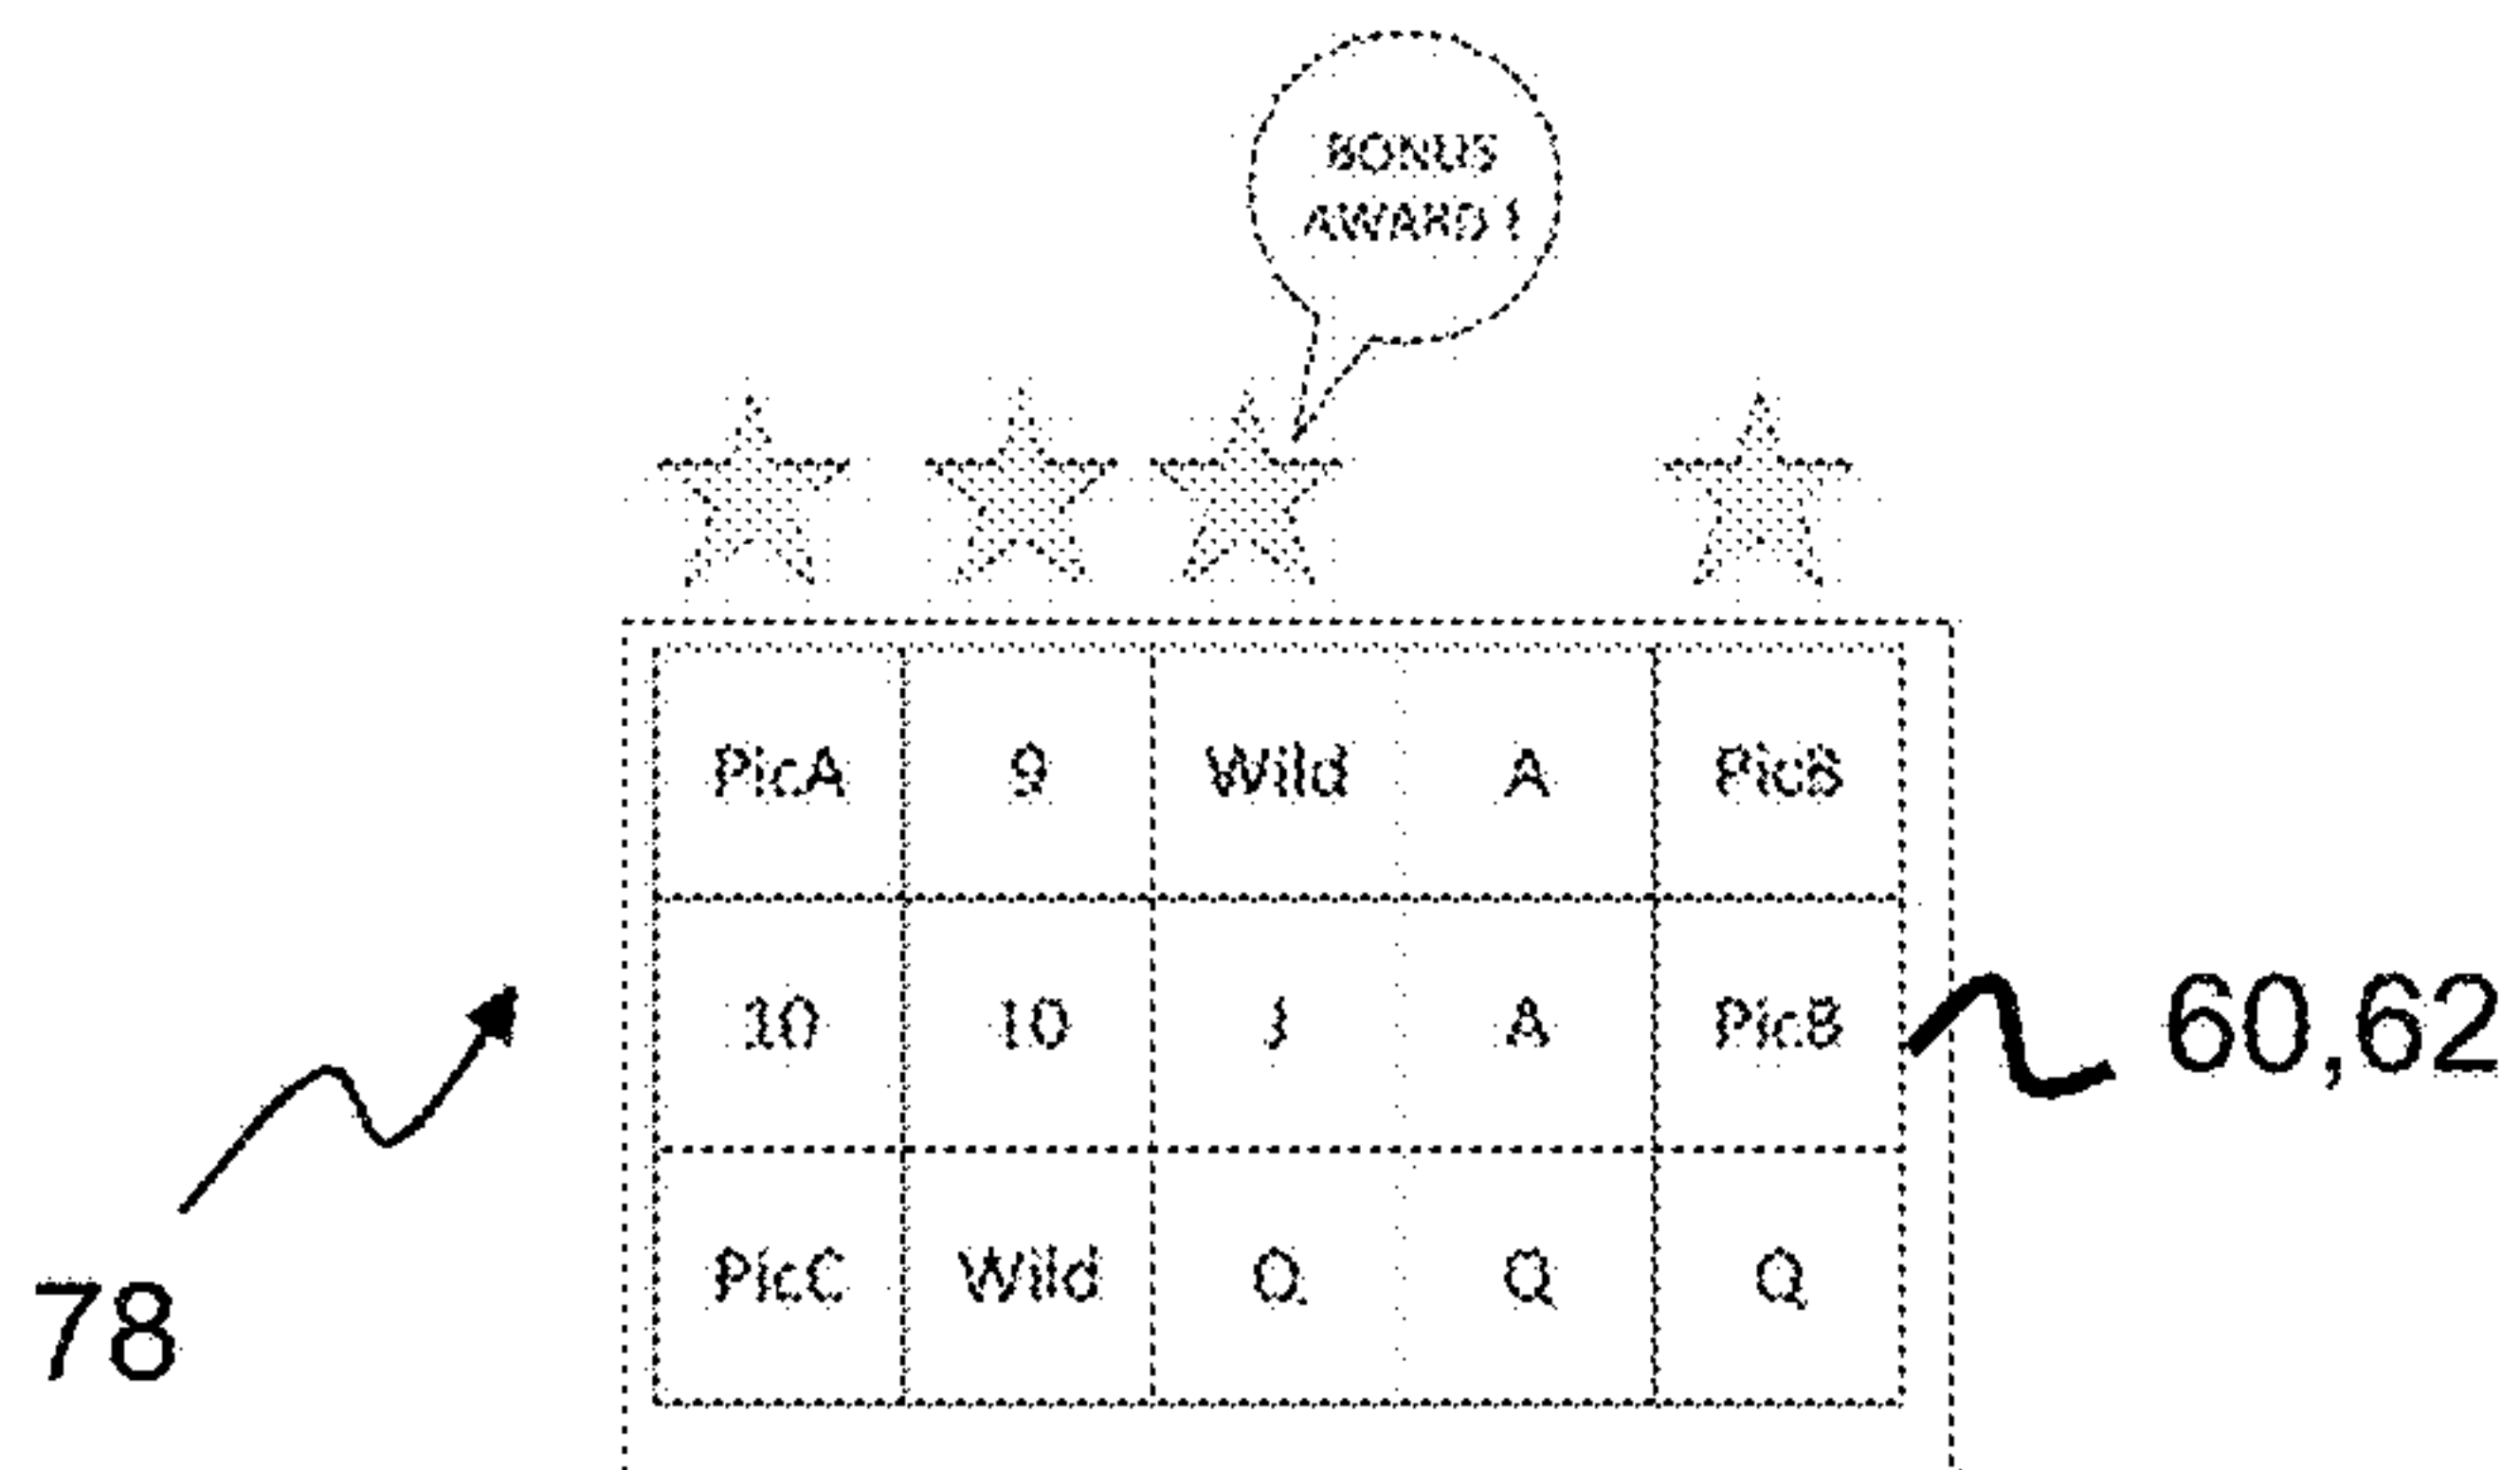 BONUS
AWARD!
PicA 9 Wild A PicB
10 10 J A PicB
PicC Wild Q Q Q
78
60,62